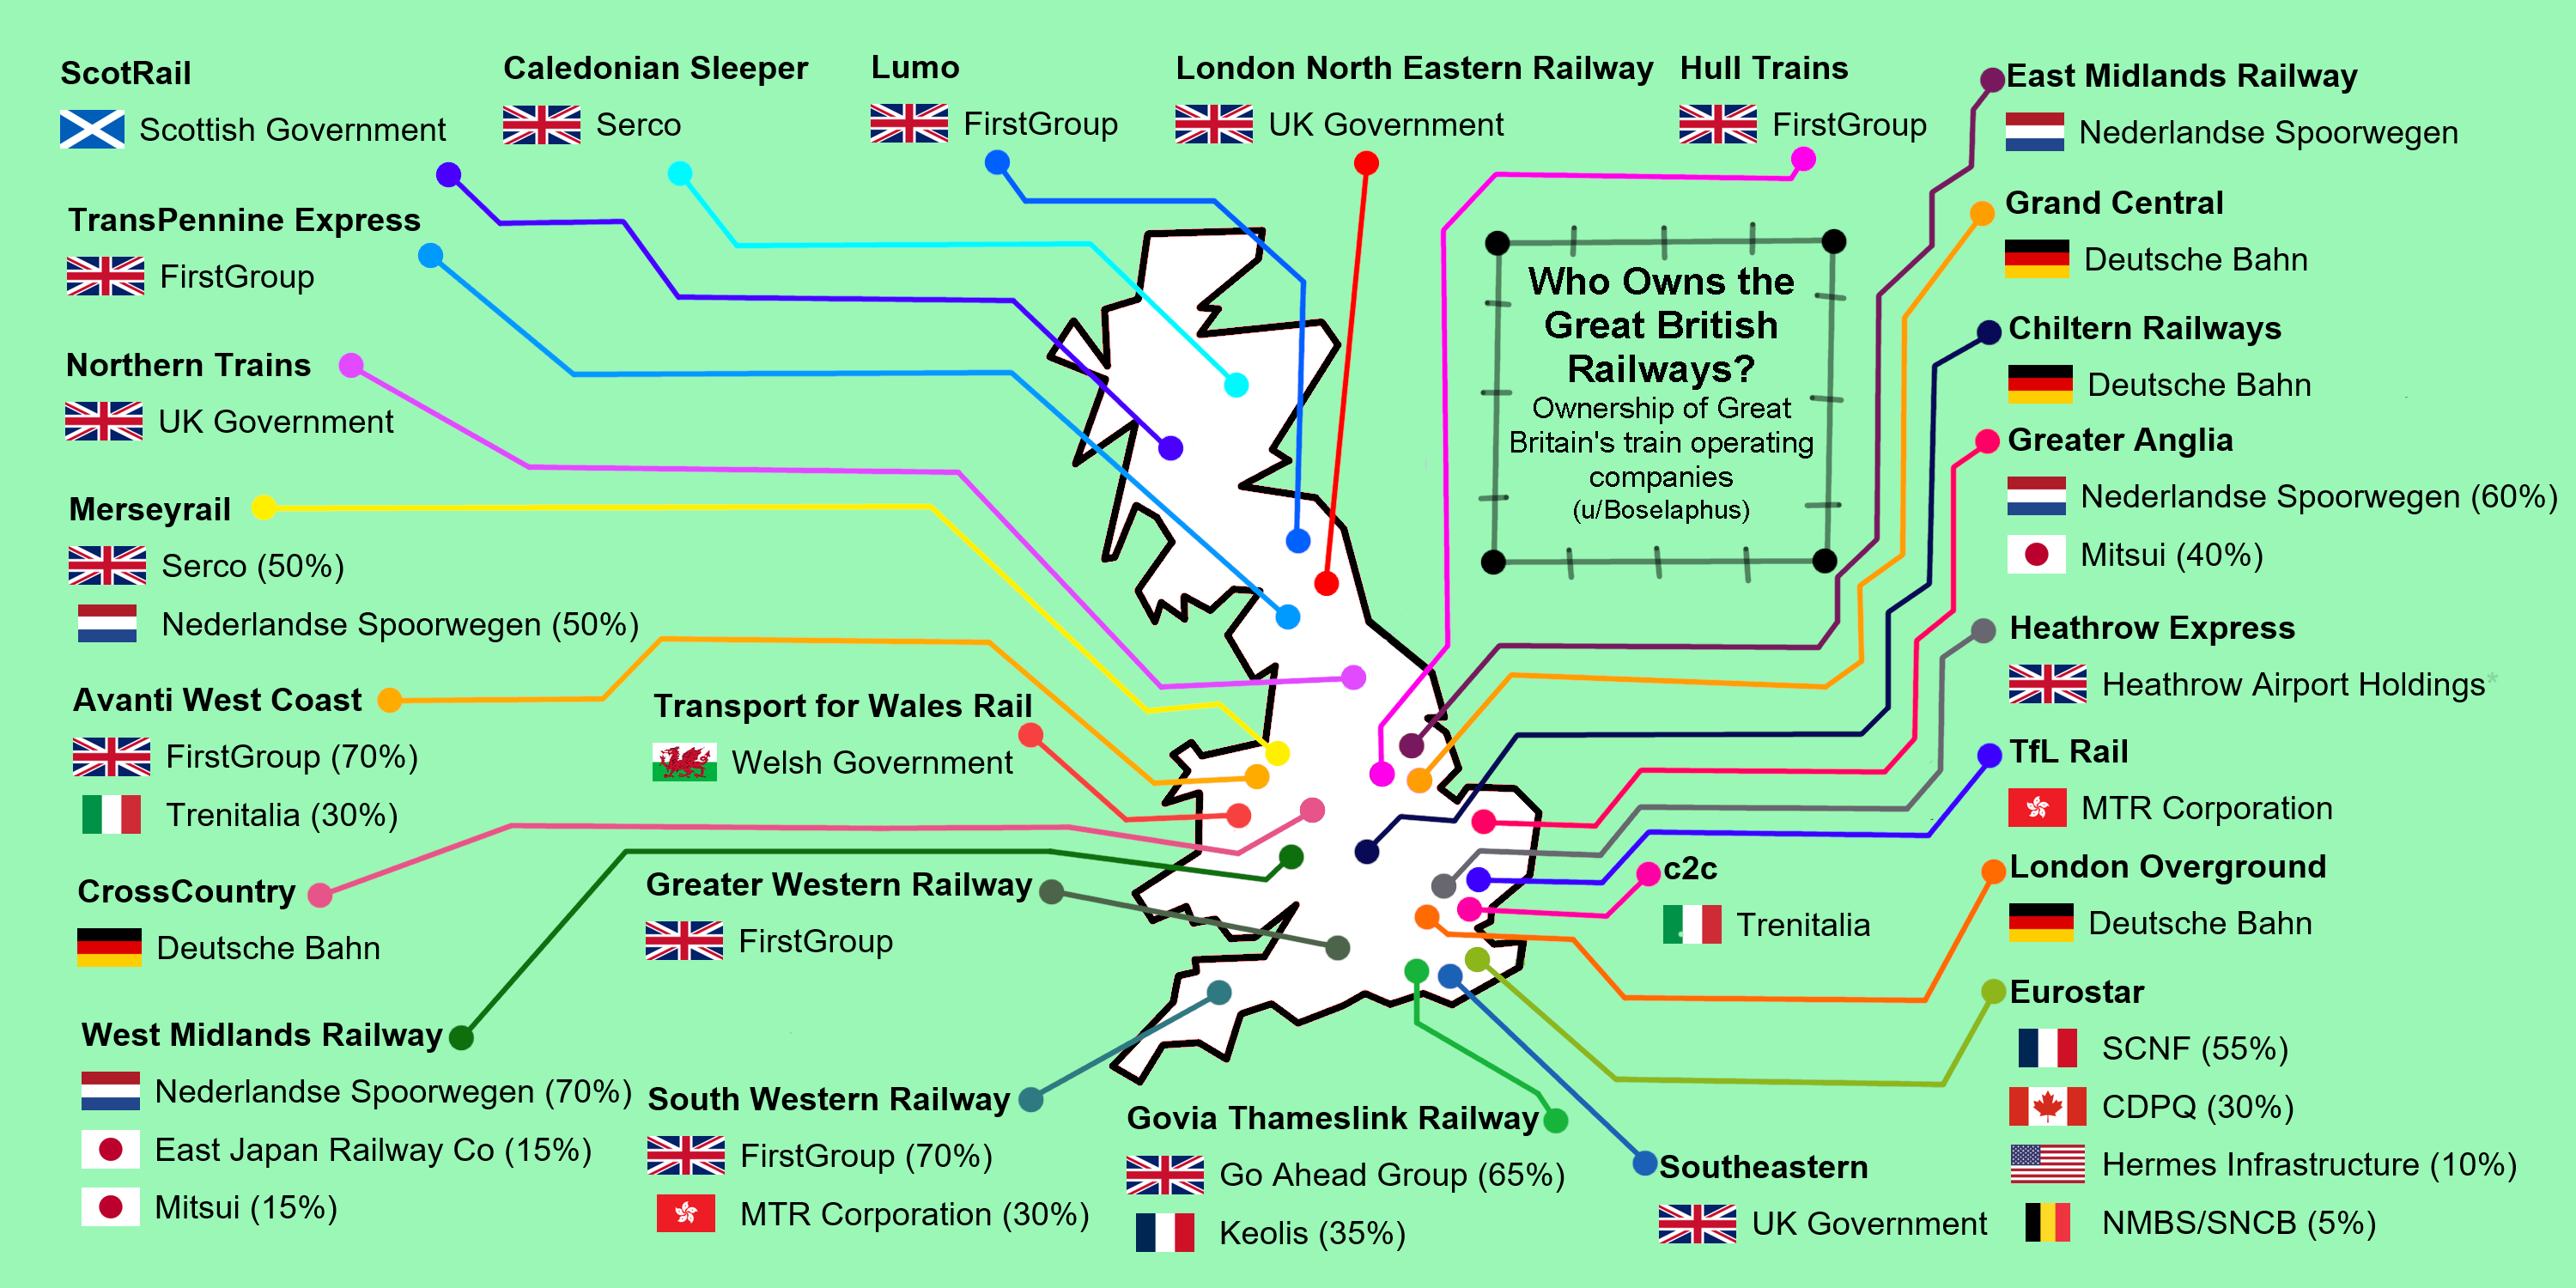 ScotRail
Scottish Government
Caledonian Sleeper
Serco
Lumo
FirstGroup
London North Eastern Railway
UK Government
Hull Trains
FirstGroup
East Midlands Railway
Nederlandse Spoorwegen
TransPennine Express
FirstGroup
Grand Central
Deutsche Bahn
Who Owns the
Great British
Railways?
Ownership of Great
Britain's train operating
companies
(u/Boselaphus)
Northern Trains
UK Government
Chiltern Railways
Deutsche Bahn
Greater Anglia
Nederlandse Spoorwegen (60%)
Mitsui (40%)
Merseyrail
Serco (50%)
Nederlandse Spoorwegen (50%)
Heathrow Express
Heathrow Airport Holdings*
Avanti West Coast
FirstGroup (70%)
Trenitalia (30%)
Transport for Wales Rail
Welsh Government
TfL Rail
MTR Corporation
c2c
Trenitalia
London Overground
Deutsche Bahn
CrossCountry
Deutsche Bahn
Greater Western Railway
FirstGroup
Eurostar
SCNF (55%)
CDPQ (30%)
Hermes Infrastructure (10%)
NMBS/SNCB (5%)
West Midlands Railway
Nederlandse Spoorwegen (70%)
East Japan Railway Co (15%)
Mitsui (15%)
South Western Railway
FirstGroup (70%)
MTR Corporation (30%)
Govia Thameslink Railway
Go Ahead Group (65%)
Keolis (35%)
Southeastern
UK Government